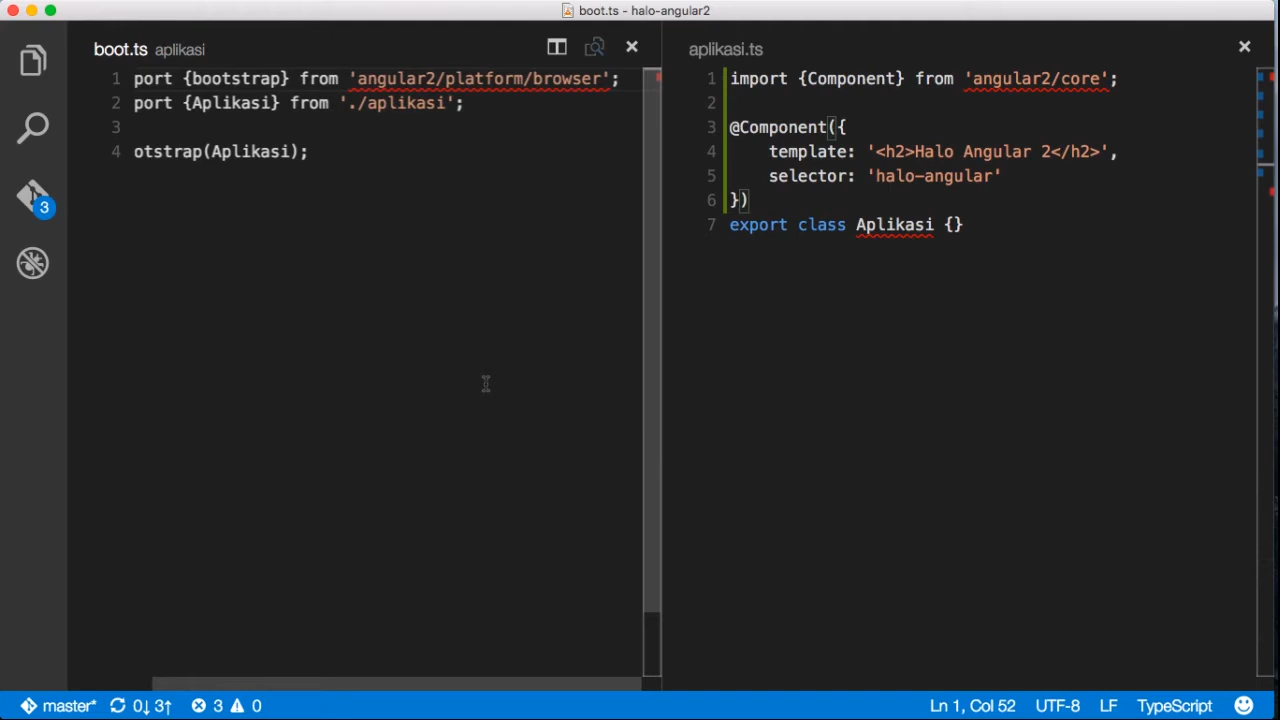 boot.ts - halo-angular2
boot.ts aplikasi
1 port {bootstrap} from 'angular2/platform/browser';
2 port {Aplikasi} from './aplikasi';
3
4 otstrap(Aplikasi);
aplikasi.ts
1 import {Component} from 'angular2/core';
2
3 @Component({
4 template: '<h2>Halo Angular 2</h2>',
5 selector: 'halo-angular'
6 })
7 export class Aplikasi {}
3
master* 0↓ 3↑ 3 0 Ln 1, Col 52 UTF-8 LF TypeScript